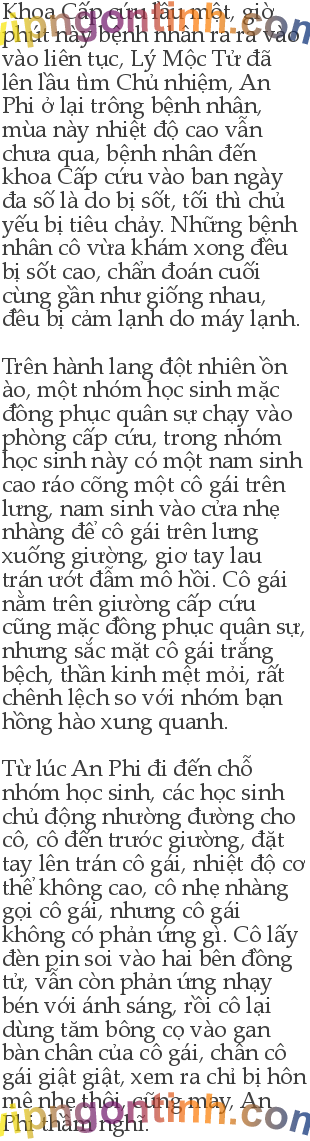 Khoa Cấp cứu lầu một, giờ
phút này bệnh nhân ra ra vào
vào liên tục, Lý Mộc Tử đã
lên lầu tìm Chủ nhiệm, An
Phi ở lại trông bệnh nhân,
mùa này nhiệt độ cao vẫn
chưa qua, bệnh nhân đến
khoa Cấp cứu vào ban ngày
đa số là do bị sốt, tối thì chủ
yếu bị tiêu chảy. Những bệnh
nhân cô vừa khám xong đều
bị sốt cao, chẩn đoán cuối
cùng gần như giống nhau,
đều bị cảm lạnh do máy lạnh.
Trên hành lang đột nhiên ồn
ào, một nhóm học sinh mặc
đồng phục quân sự chạy vào
phòng cấp cứu, trong nhóm
học sinh này có một nam sinh
cao ráo cõng một cô gái trên
lưng, nam sinh vào cửa nhẹ
nhàng để cô gái trên lưng
xuống giường, giơ tay lau
trán ướt đẫm mồ hồi. Cô gái
nằm trên giường cấp cứu
cũng mặc đồng phục quân sự,
nhưng sắc mặt cô gái trắng
bệch, thần kinh mệt mỏi, rất
chênh lệch so với nhóm bạn
hồng hào xung quanh.
Từ lúc An Phi đi đến chỗ
nhóm học sinh, các học sinh
chủ động nhường đường cho
cô, cô đến trước giường, đặt
tay lên trán cô gái, nhiệt độ cơ
thể không cao, cô nhẹ nhàng
gọi cô gái, nhưng cô gái
không có phản ứng gì. Cô lấy
đèn pin soi vào hai bên đồng
tử, vẫn còn phản ứng nhạy
bén với ánh sáng, rồi cô lại
dùng tăm bông cọ vào gan
bàn chân của cô gái, chân cô
gái giật giật, xem ra chỉ bị hôn
mê nhẹ thôi, cũng may, An
Phi thầm nghĩ.